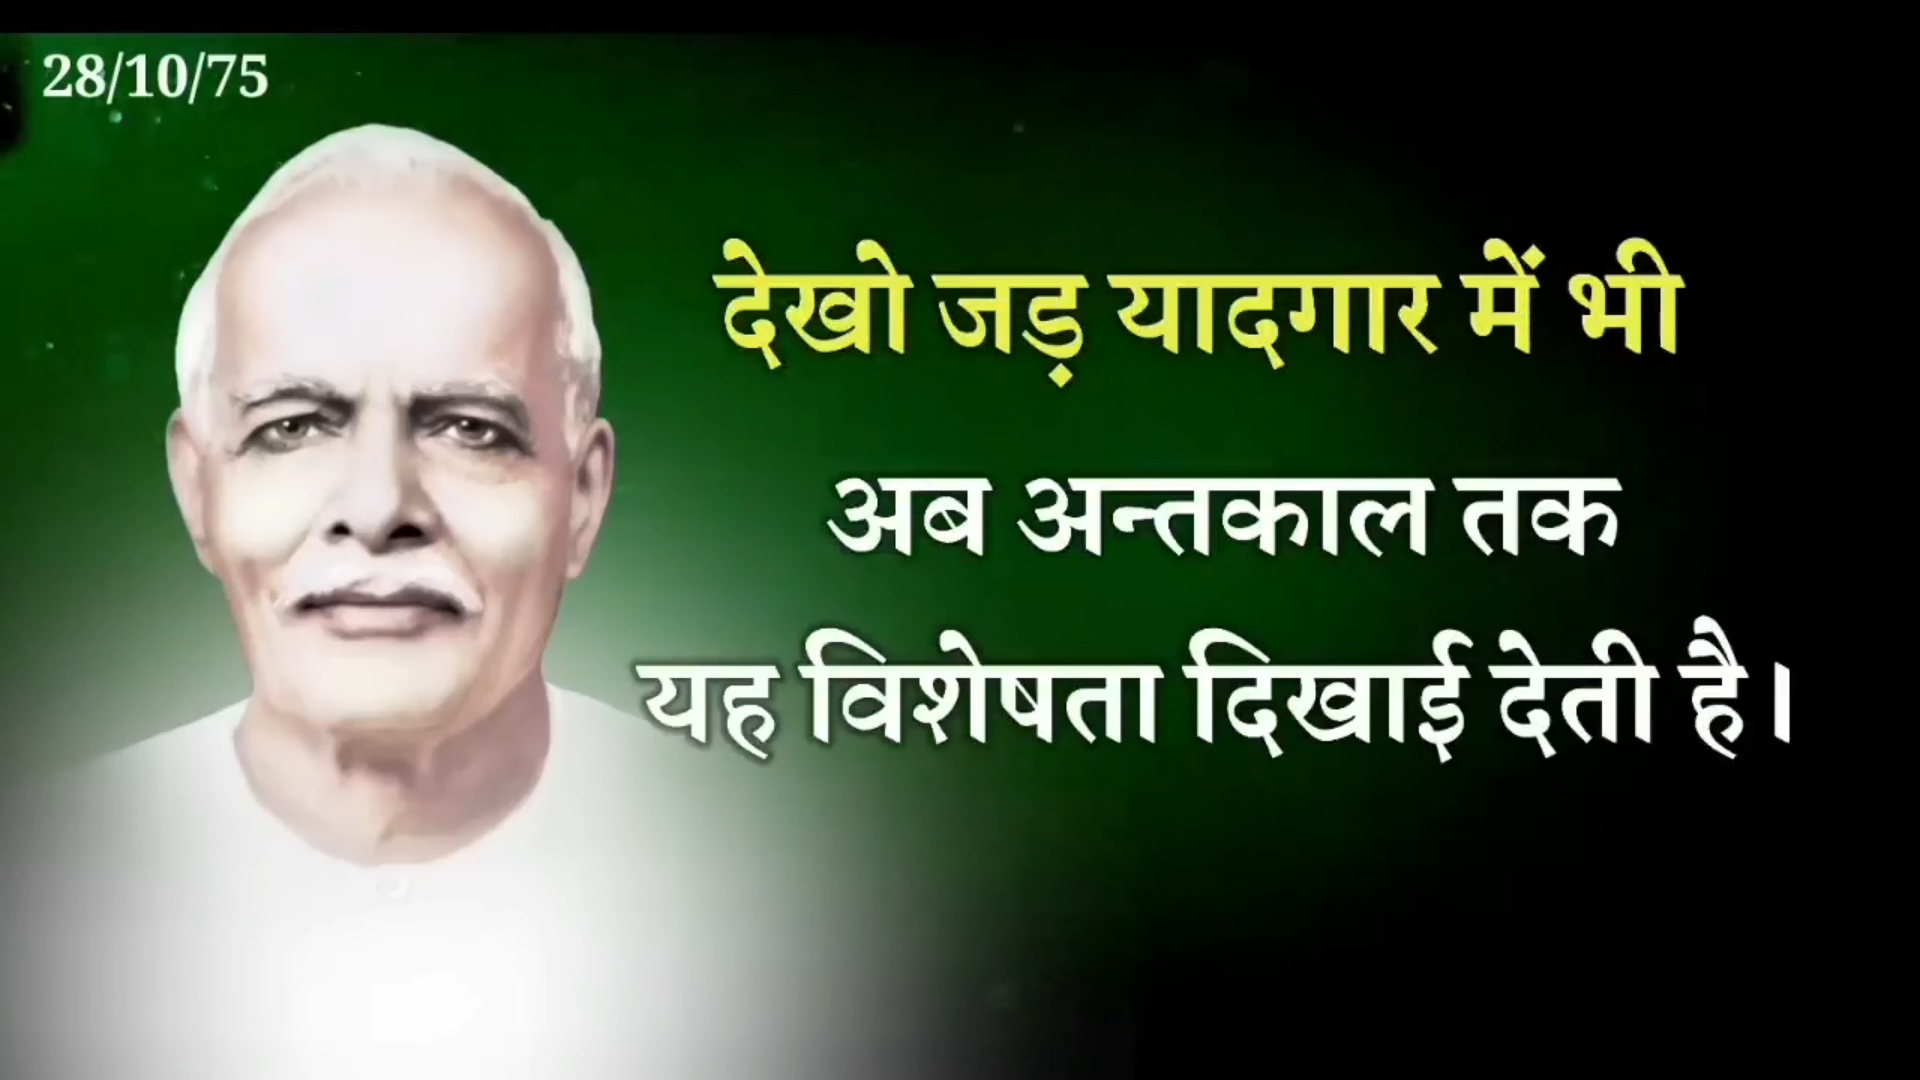 28/10/75
देखो जड़ यादगार में भी
अब अन्तकाल तक
यह विशेषता दिखाई देती है।